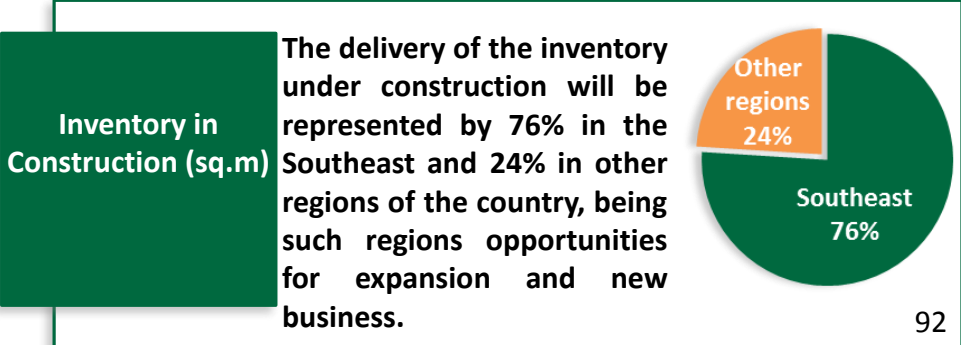 Inventory in
Construction (sq.m)
The delivery of the inventory
under construction will be
represented by 76% in the
Southeast and 24% in other
regions of the country, being
such regions opportunities
for expansion and new
business.
Other
regions
24%
Southeast
76%
92